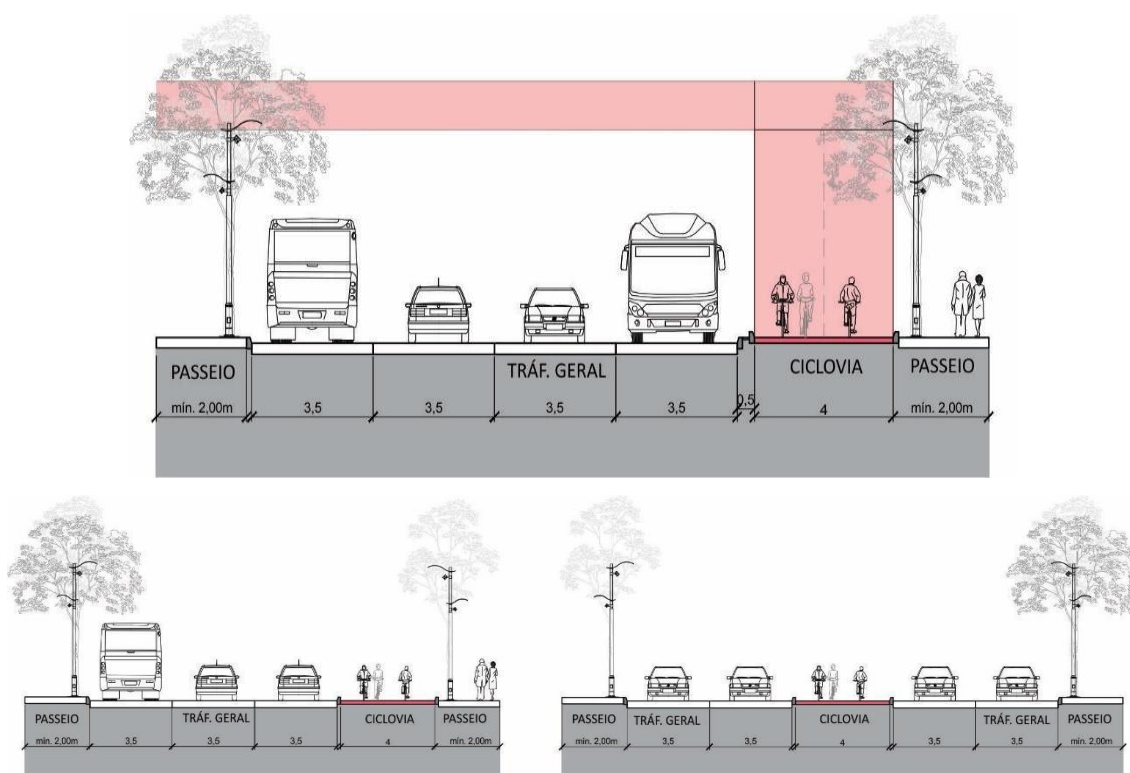 PASSEIO TRÁF. GERAL CICLOVIA PASSEIO
mín. 2,00m 3,5 3,5 3,5 3,5 0,5 4 mín. 2,00m
PASSEIO TRÁF. GERAL CICLOVIA PASSEIO
mín. 2,00m 3,5 3,5 3,5 4 mín. 2,00m
PASSEIO TRÁF. GERAL CICLOVIA TRÁF. GERAL PASSEIO
mín. 2,00m 3,5 3,5 4 3,5 3,5 mín. 2,00m